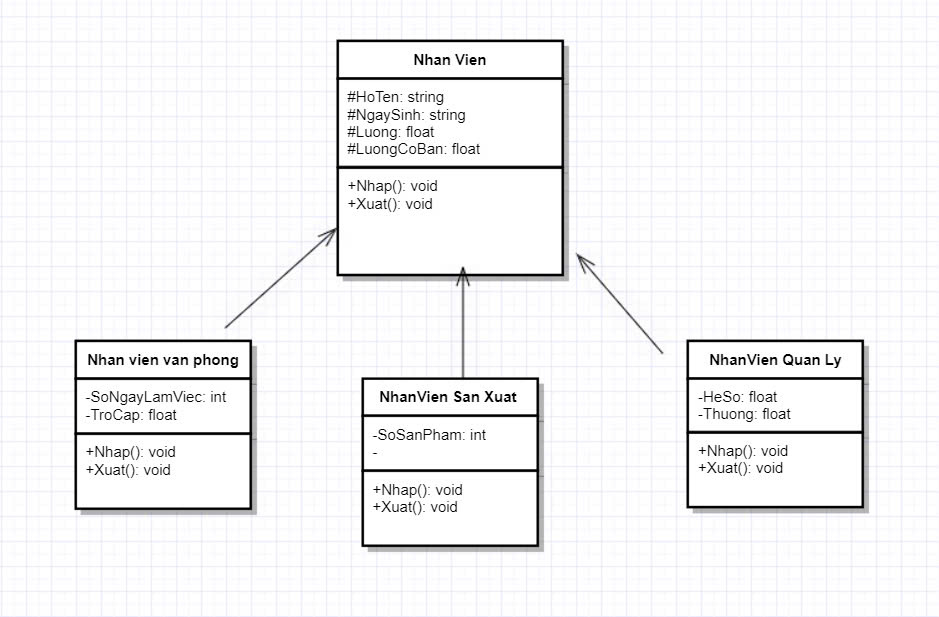 Nhan Vien
#HoTen: string
#NgaySinh: string
#Luong: float
#LuongCoBan: float
+Nhap(): void
+Xuat(): void
Nhan vien van phong
-SoNgayLamViec: int
-TroCap: float
+Nhap(): void
+Xuat(): void
NhanVien San Xuat
-SoSanPham: int
-
+Nhap(): void
+Xuat(): void
NhanVien Quan Ly
-HeSo: float
-Thuong: float
+Nhap(): void
+Xuat(): void